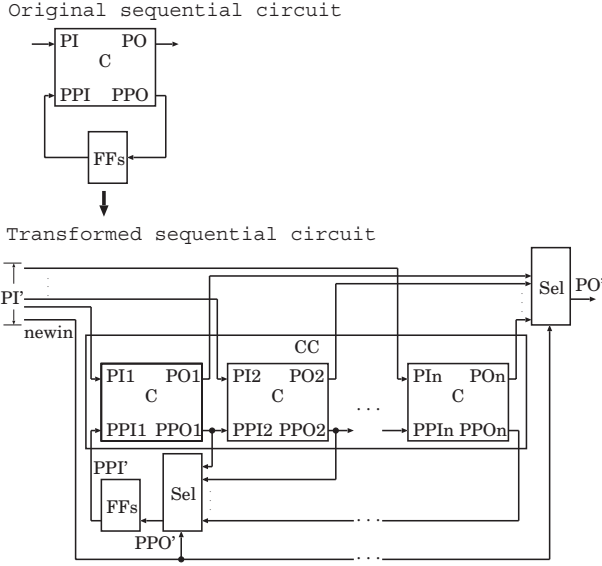 Original sequential circuit
PI PO
C
PPI PPO
FFs
Transformed sequential circuit
PI'
newin
Sel
PO'
CC
PI1 PO1
C
PPI1 PPO1
PI2 PO2
C
PPI2 PPO2
. . .
PIn POn
C
PPIn PPOn
PPI'
FFs
Sel
PPO'
. . .
. . .